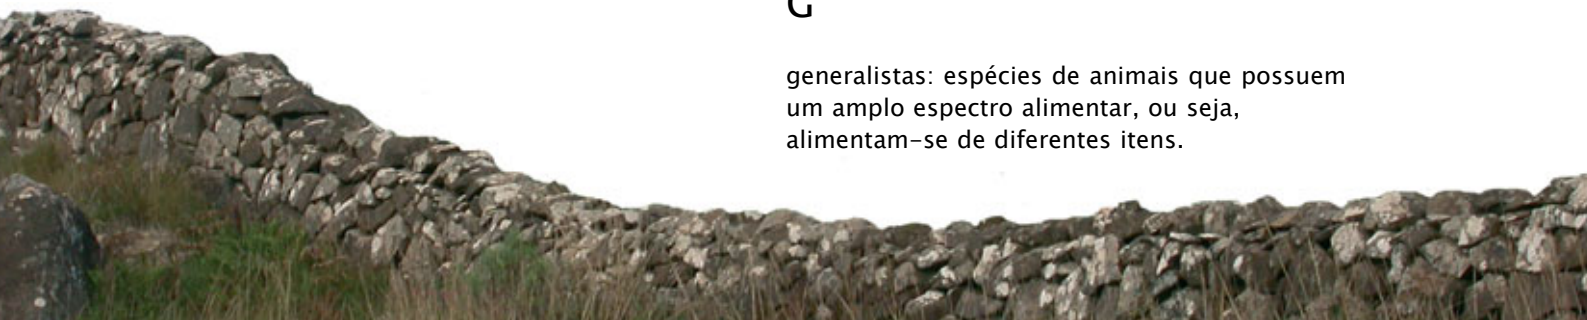 G
generalistas: espécies de animais que possuem
um amplo espectro alimentar, ou seja,
alimentam-se de diferentes itens.